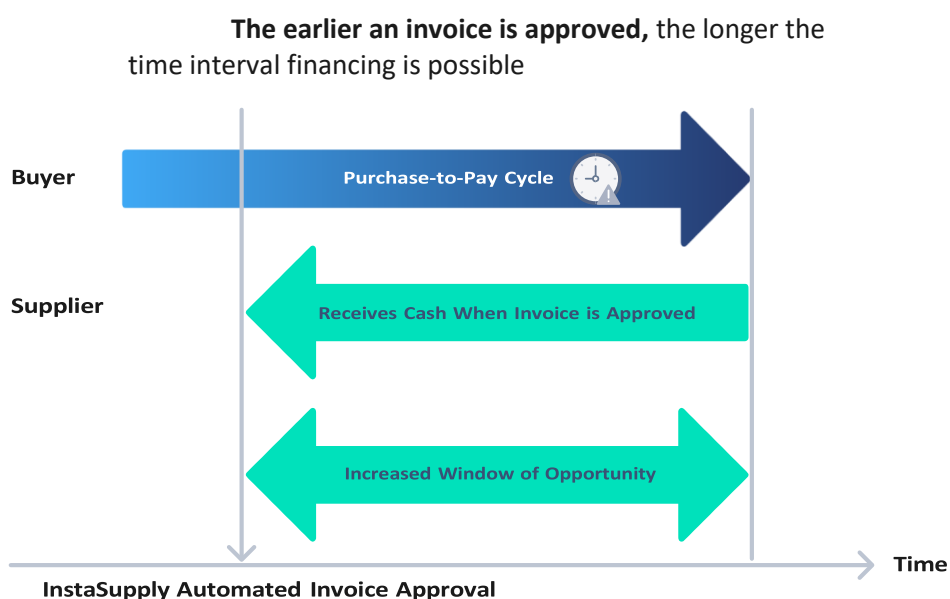 The earlier an invoice is approved, the longer the
time interval financing is possible
Buyer
Purchase-to-Pay Cycle
Supplier
Receives Cash When Invoice is Approved
Increased Window of Opportunity
Time
InstaSupply Automated Invoice Approval